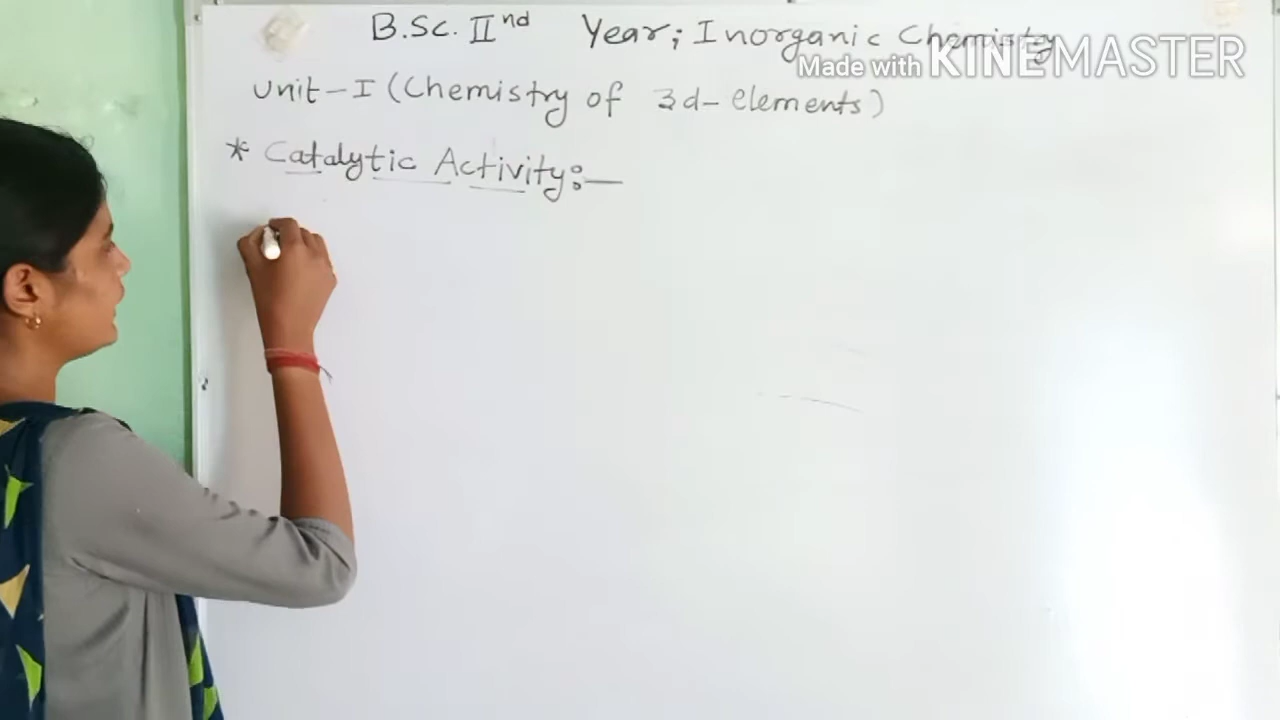 B.Sc. IInd Year; Inorganic Chemistry
Made with KINEMASTER
Unit-I (Chemistry of 3d-elements)
* Catalytic Activity:-